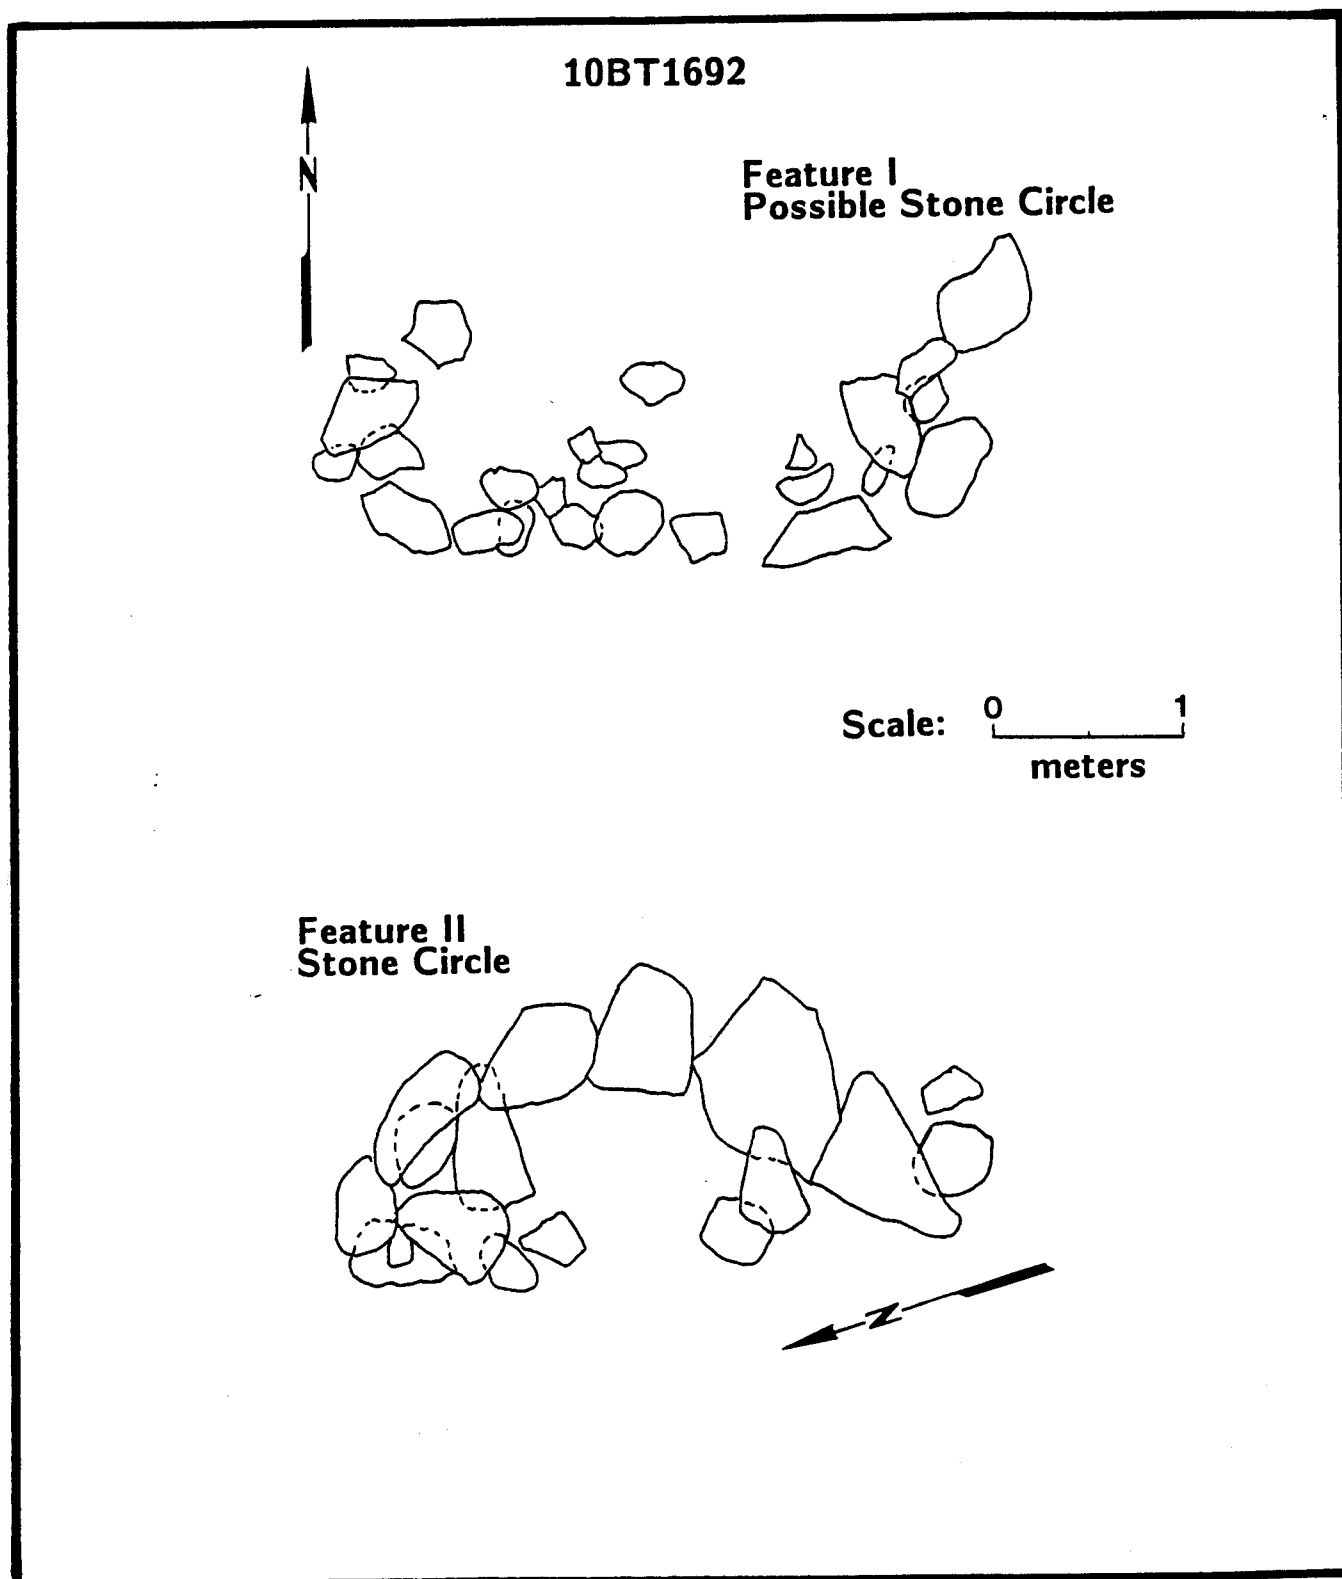 10BT1692
N
Feature I
Possible Stone Circle
Scale:
0 1
meters
Feature II
Stone Circle
N